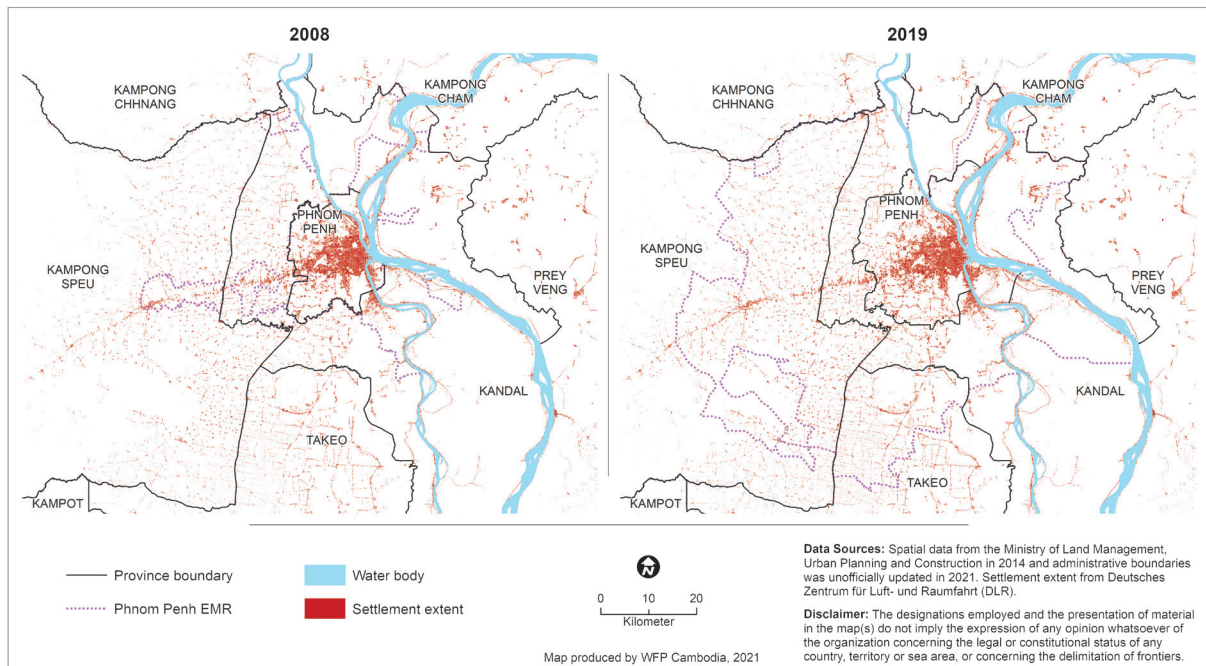 2008
KAMPONG
CHHNANG
KAMPONG
CHAM
PHNOM
PENH
KAMPONG
SPEU
PREY
VENG
KANDAL
TAKEO
KAMPOT
2019
KAMPONG
CHHNANG
KAMPONG
CHAM
PHNOM
PENH
KAMPONG
SPEU
PREY
VENG
KANDAL
TAKEO
KAMPOT
Province boundary
Phnom Penh EMR
Water body
Settlement extent
N
0 10 20
Kilometer
Map produced by WFP Cambodia, 2021
Data Sources: Spatial data from the Ministry of Land Management,
Urban Planning and Construction in 2014 and administrative boundaries
was unofficially updated in 2021. Settlement extent from Deutsches
Zentrum für Luft- und Raumfahrt (DLR).
Disclaimer: The designations employed and the presentation of material
in the map(s) do not imply the expression of any opinion whatsoever of
the organization concerning the legal or constitutional status of any
country, territory or sea area, or concerning the delimitation of frontiers.